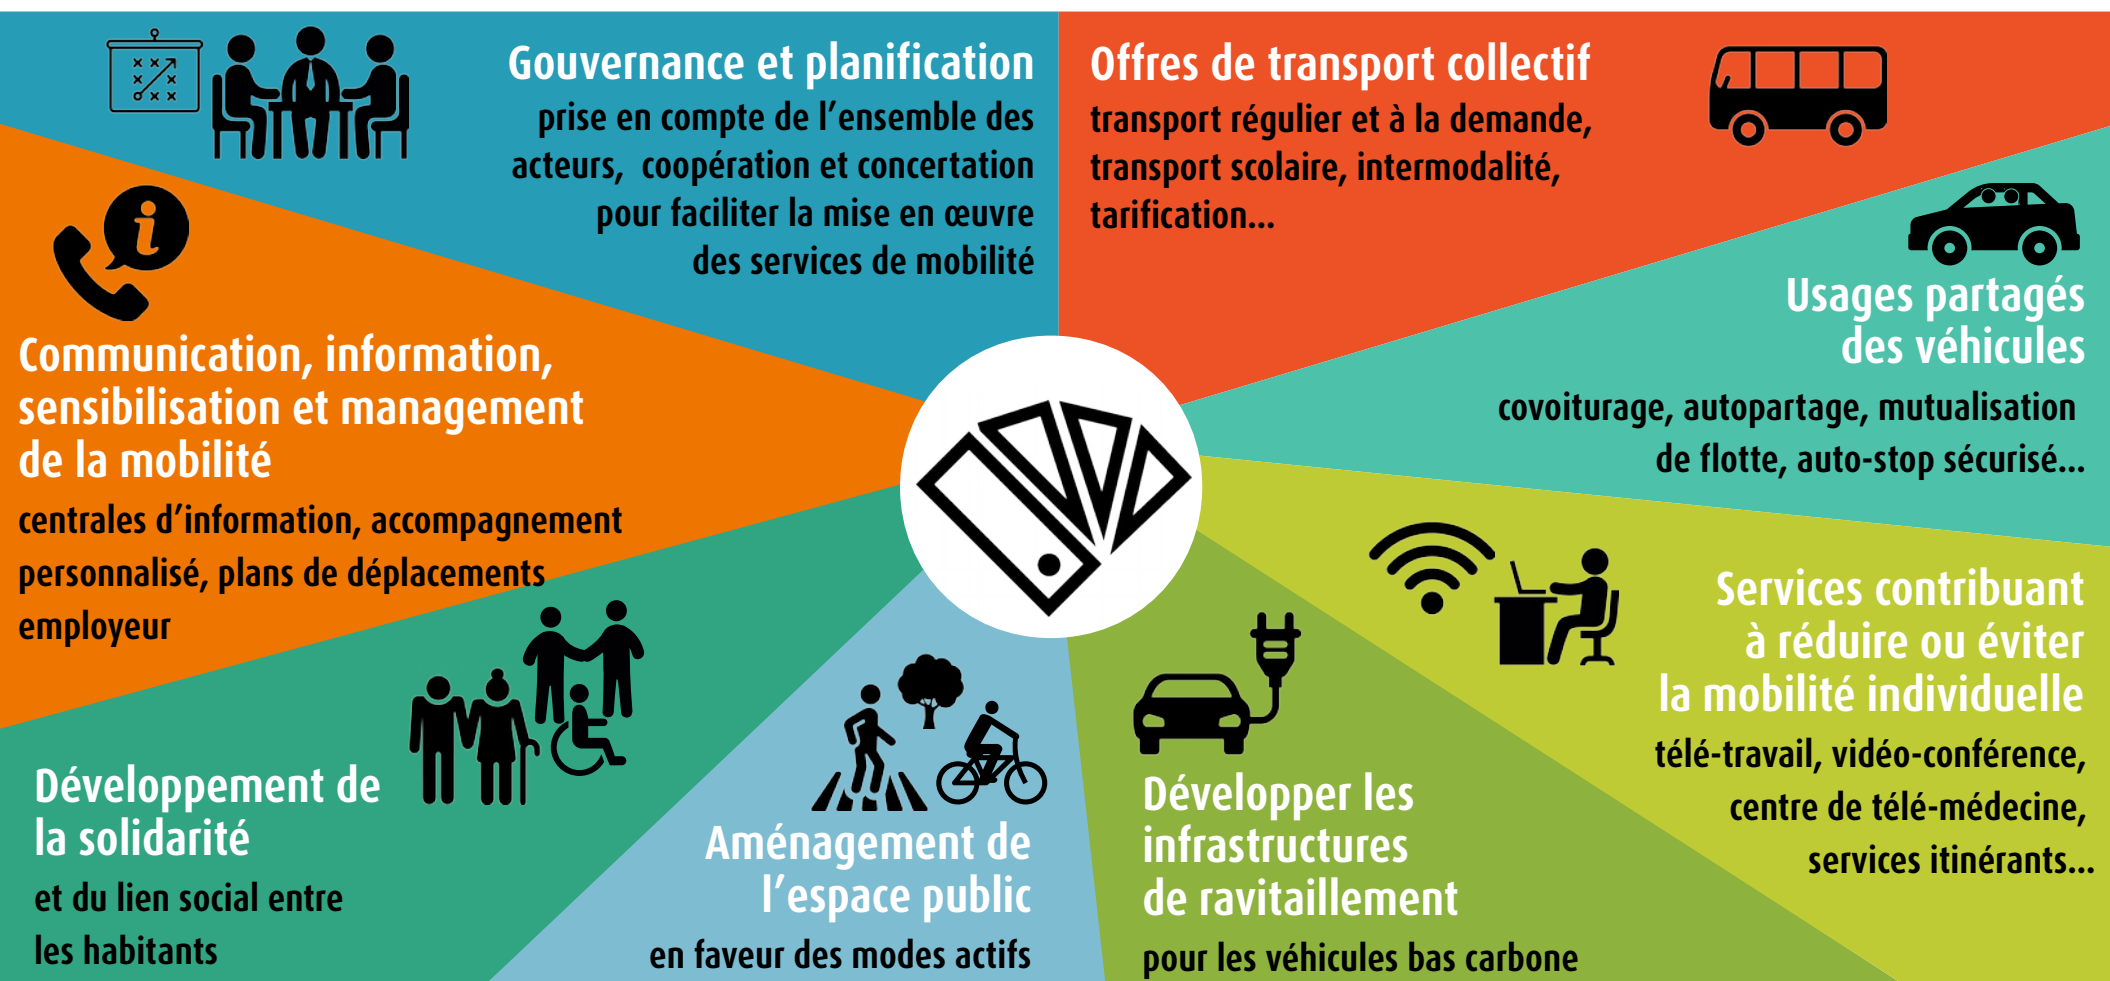 Gouvernance et planification
prise en compte de l’ensemble des
acteurs, coopération et concertation
pour faciliter la mise en œuvre
des services de mobilité
Offres de transport collectif
transport régulier et à la demande,
transport scolaire, intermodalité,
tarification...
Usages partagés
des véhicules
covoiturage, autopartage, mutualisation
de flotte, auto-stop sécurisé...
Services contribuant
à réduire ou éviter
la mobilité individuelle
télé-travail, vidéo-conférence,
centre de télé-médecine,
services itinérants...
Développer les
infrastructures
de ravitaillement
pour les véhicules bas carbone
Aménagement de
l’espace public
en faveur des modes actifs
Développement de
la solidarité
et du lien social entre
les habitants
Communication, information,
sensibilisation et management
de la mobilité
centrales d’information, accompagnement
personnalisé, plans de déplacements
employeur